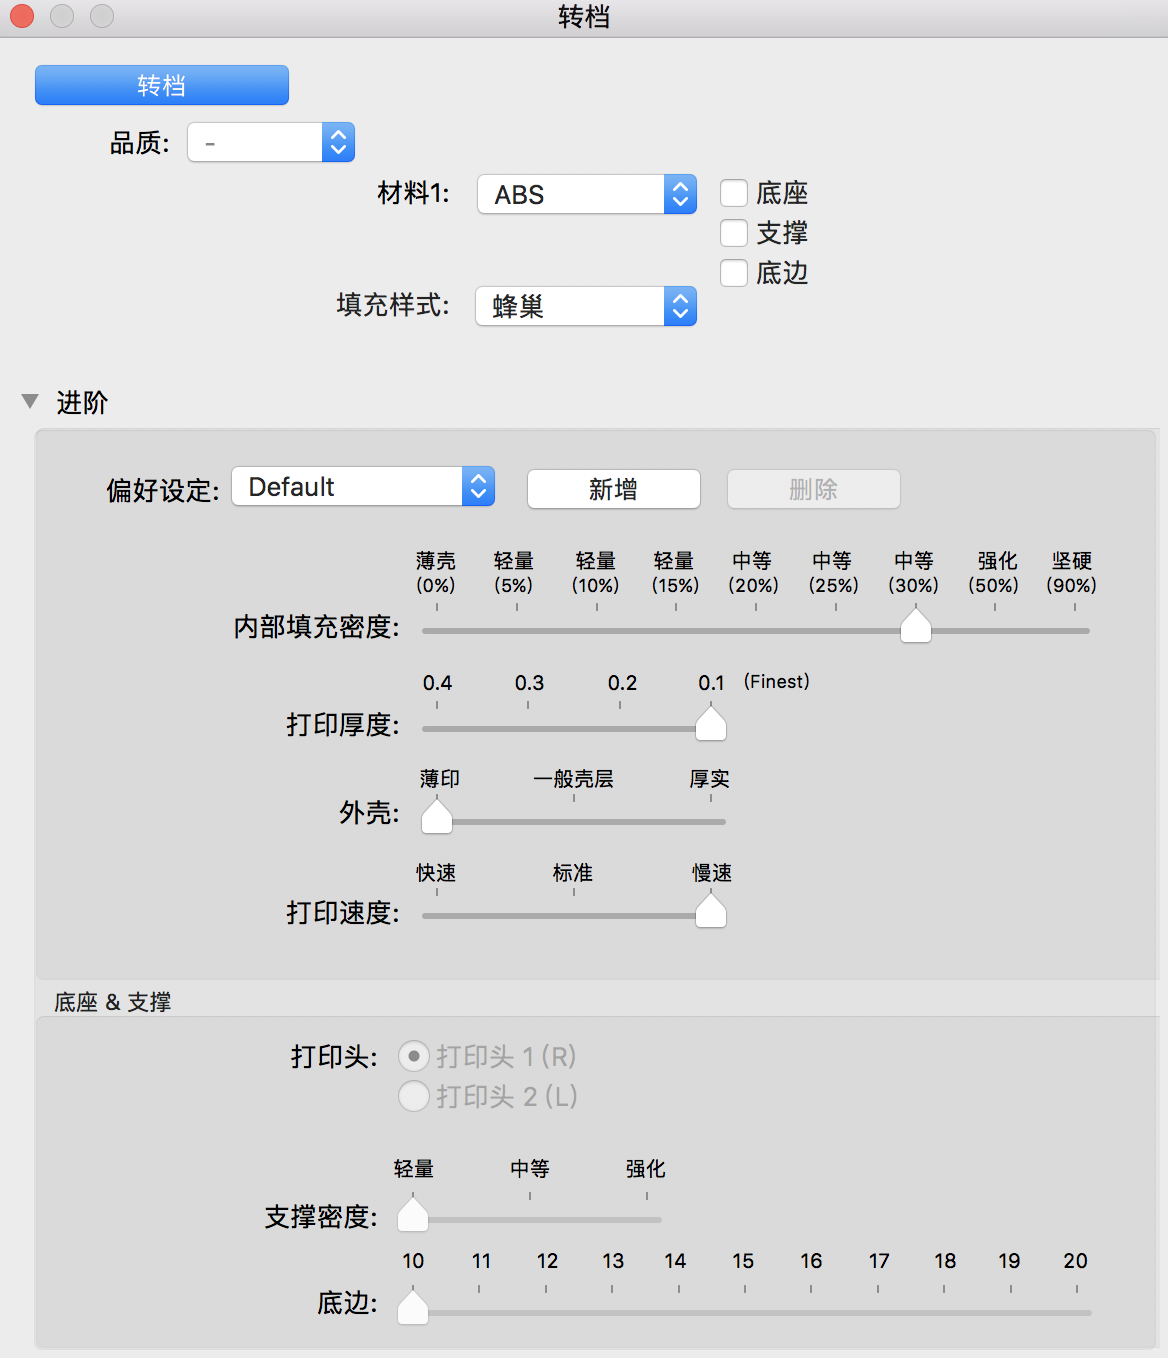 转档
转档
品质: -
材料1: ABS
底座
支撑
底边
填充样式: 蜂巢
进阶
偏好设定: Default 新增 删除
薄壳 轻量 轻量 轻量 中等 中等 中等 强化 坚硬
(0%) (5%) (10%) (15%) (20%) (25%) (30%) (50%) (90%)
内部填充密度:
0.4 0.3 0.2 0.1 (Finest)
打印厚度:
薄印 一般壳层 厚实
外壳:
快速 标准 慢速
打印速度:
底座 & 支撑
打印头: 打印头 1 (R)
打印头 2 (L)
轻量 中等 强化
支撑密度:
10 11 12 13 14 15 16 17 18 19 20
底边: